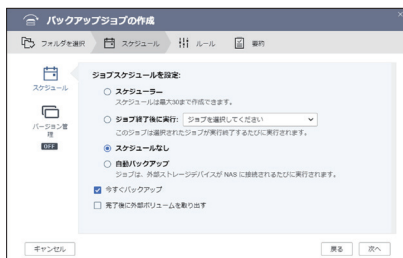 バックアップジョブの作成
フォルダを選択 スケジュール ルール 要約
スケジュール
バージョン管
理
OFF
ジョブスケジュールを設定:
スケジューラー
スケジュールは最大30まで作成できます。
ジョブ終了後に実行: ジョブを選択してください
このジョブは選択されたジョブが実行終了するたびに実行されます。
スケジュールなし
自動バックアップ
ジョブは、外部ストレージデバイスが NAS に接続されるたびに実行されます。
今すぐバックアップ
完了後に外部ボリュームを取り出す
キャンセル 戻る 次へ